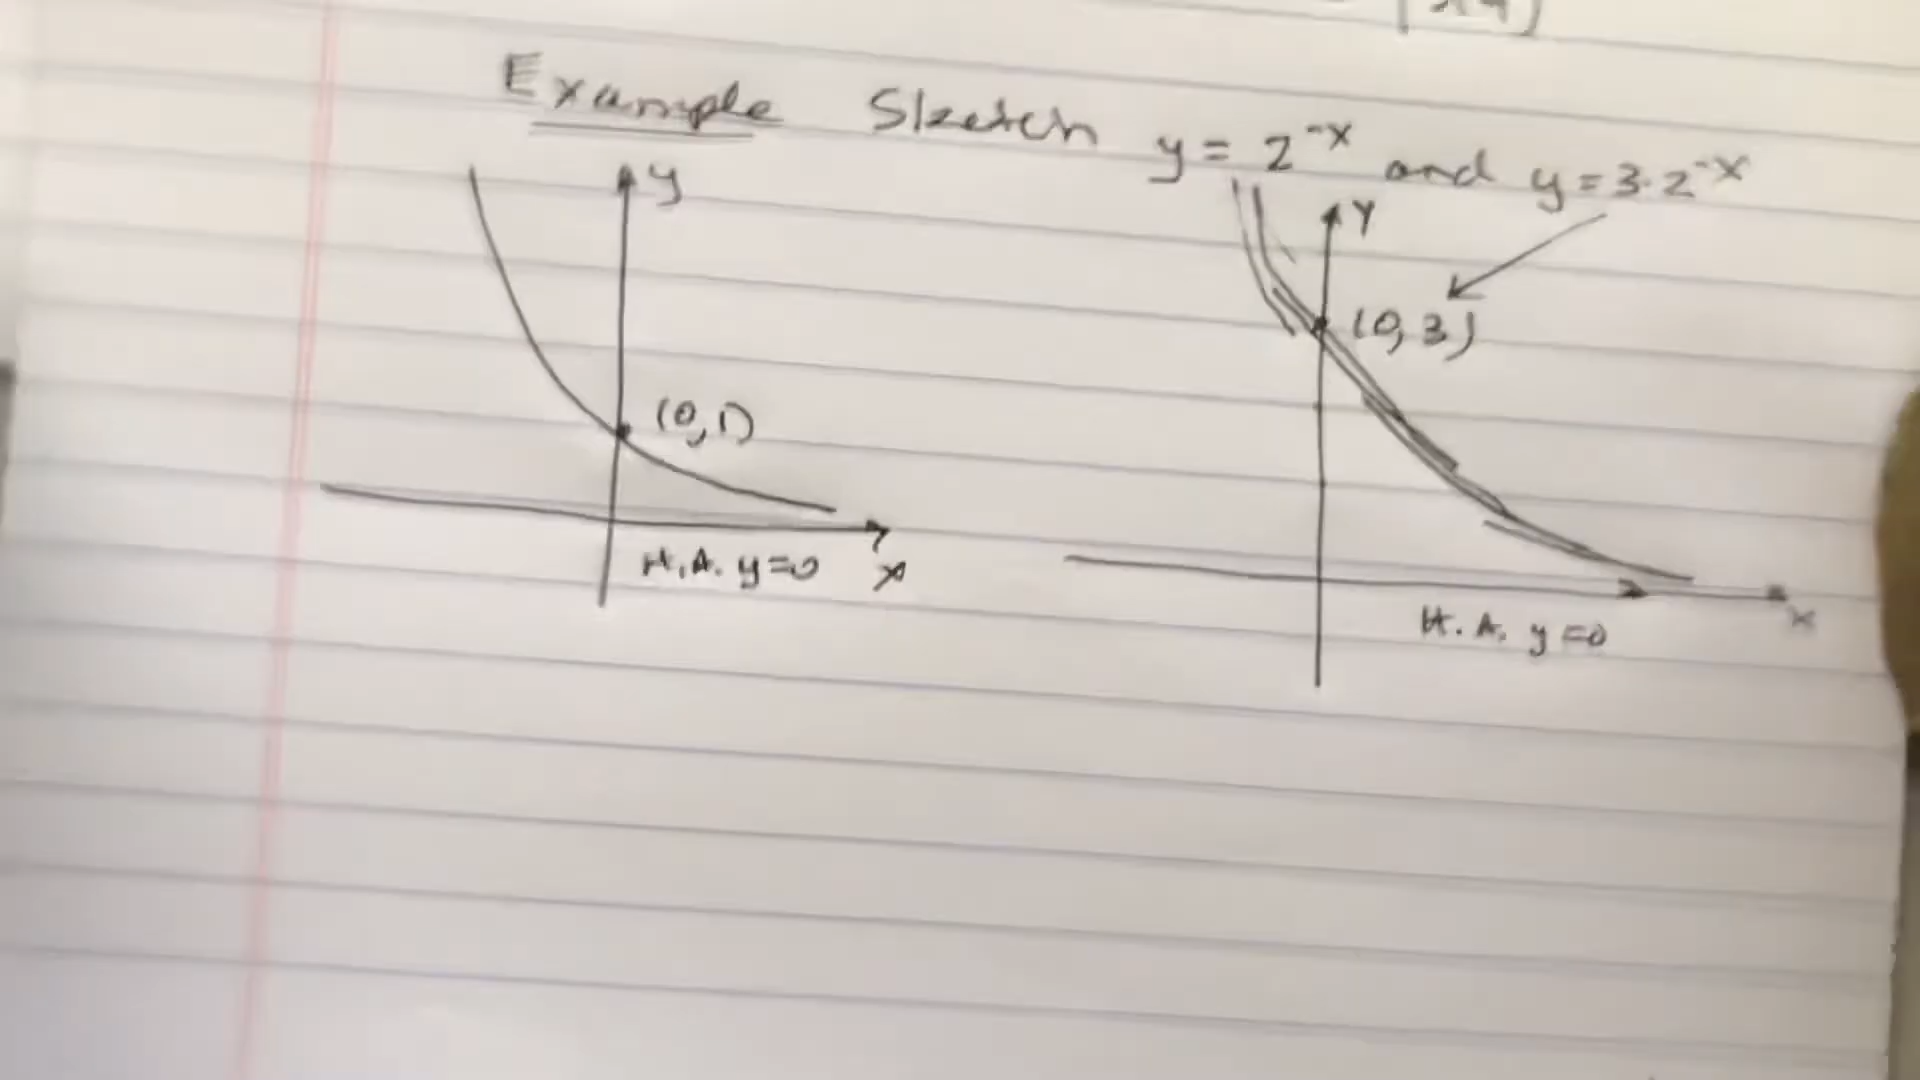 Example Sketch y = 2^-x and y = 3·2^-x
y
(0,1)
H.A. y=0 x
y
(0,3)
H.A. y=0 x